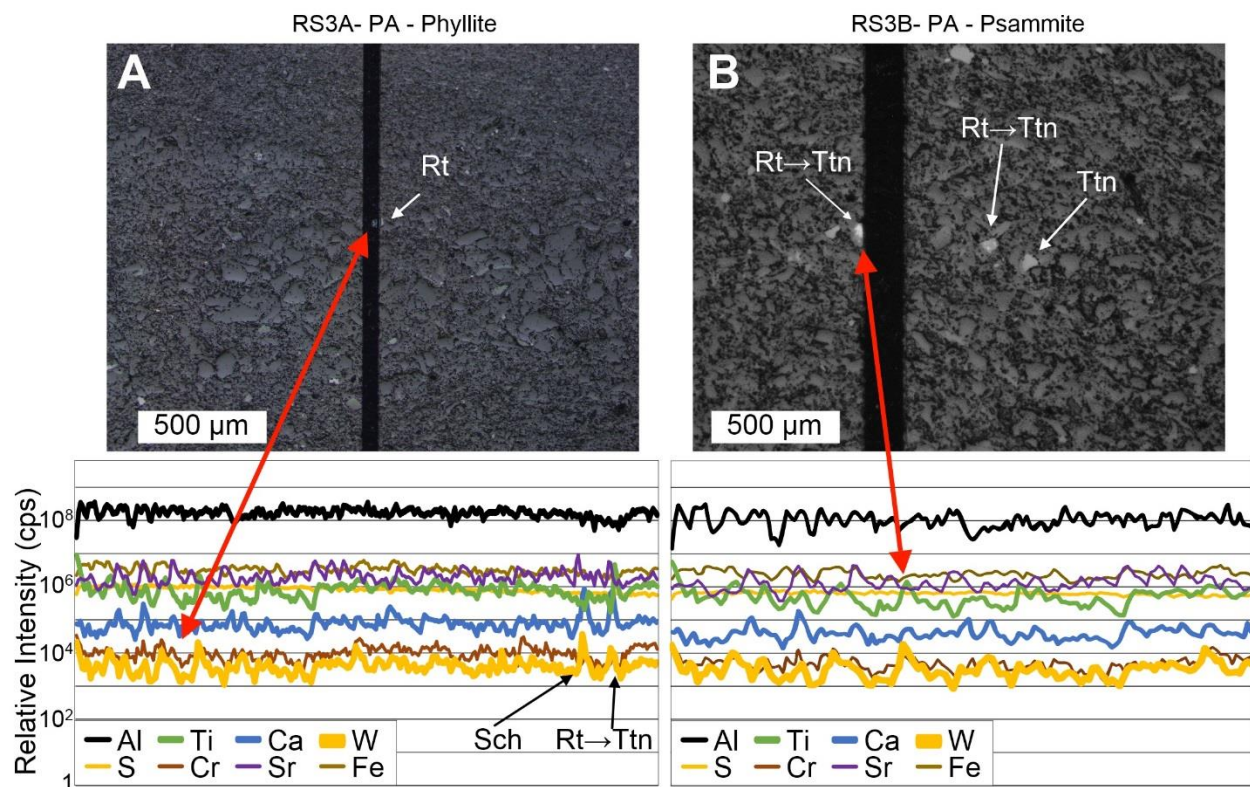 RS3A- PA - Phyllite
RS3B- PA - Psammite
A
Rt
500 µm
B
Rt→Ttn
Rt→Ttn
Ttn
500 µm
Relative Intensity (cps)
10⁸
10⁶
10⁴
10²
1
Sch
Rt→Ttn
Al Ti Ca W
S Cr Sr Fe
Al Ti Ca W
S Cr Sr Fe